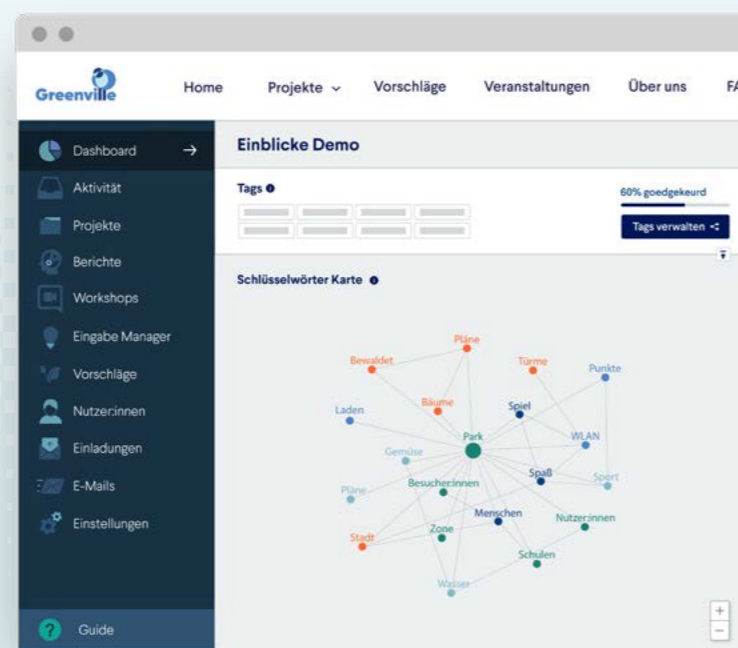 Greenville
Home Projekte Vorschläge Veranstaltungen Über uns FA
Dashboard
Aktivität
Projekte
Berichte
Workshops
Eingabe Manager
Vorschläge
Nutzer:innen
Einladungen
E-Mails
Einstellungen
Guide
Einblicke Demo
Tags
60% goedgekeurd
Tags verwalten
Schlüsselwörter Karte
Pläne
Bewaldet
Türme
Punkte
Bäume
Laden
Spiel
Park
WLAN
Gemüse
Spaß
Sport
Besucher:innen
Pläne
Menschen
Nutzer:innen
Zone
Stadt
Schulen
Wasser